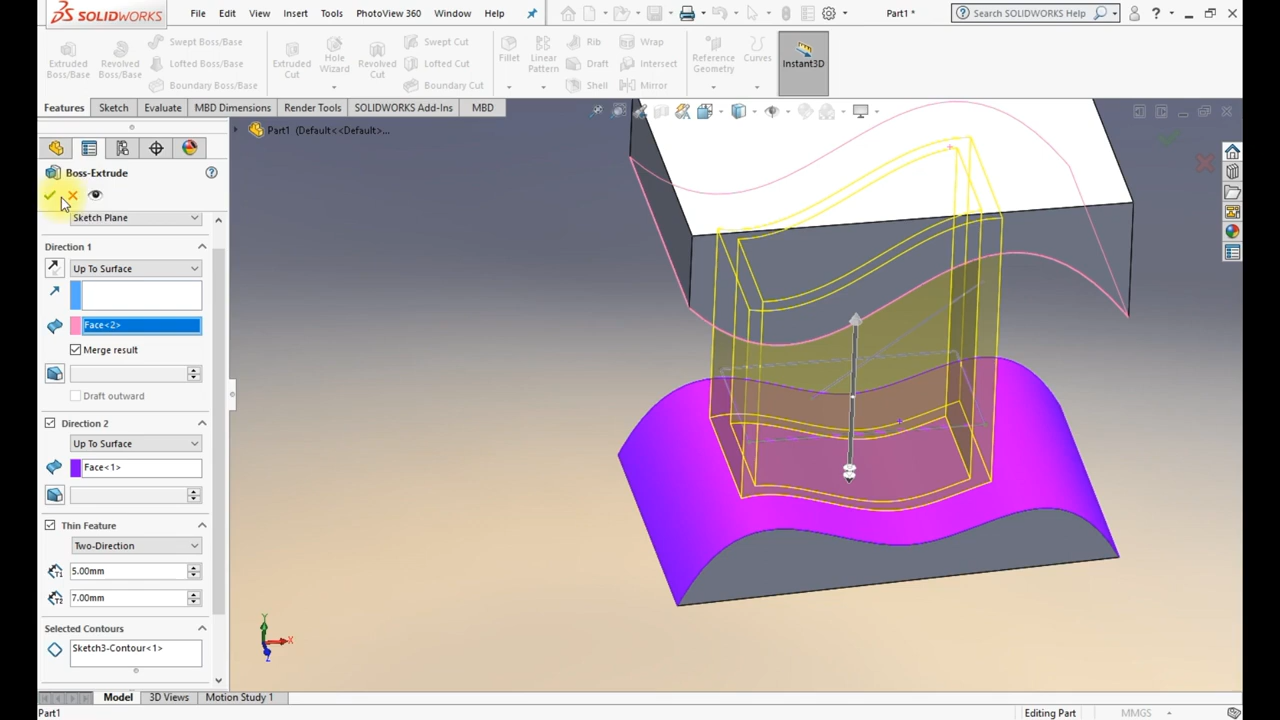 SOLIDWORKS File Edit View Insert Tools PhotoView 360 Window Help Part1 * Search SOLIDWORKS Help
Extruded Boss/Base Revolved Boss/Base Swept Boss/Base Lofted Boss/Base Boundary Boss/Base Extruded Cut Hole Wizard Revolved Cut Swept Cut Lofted Cut Boundary Cut Fillet Linear Pattern Rib Draft Shell Wrap Intersect Mirror Reference Geometry Curves Instant3D
Features Sketch Evaluate MBD Dimensions Render Tools SOLIDWORKS Add-Ins MBD
Part1 (Default<<Default>...
Boss-Extrude
Sketch Plane
Direction 1
Up To Surface
Face<2>
Merge result
Draft outward
Direction 2
Up To Surface
Face<1>
Thin Feature
Two-Direction
T1 5.00mm
T2 7.00mm
Selected Contours
Sketch3-Contour<1>
Y
X
Z
Model 3D Views Motion Study 1
Part1 Editing Part MMGS